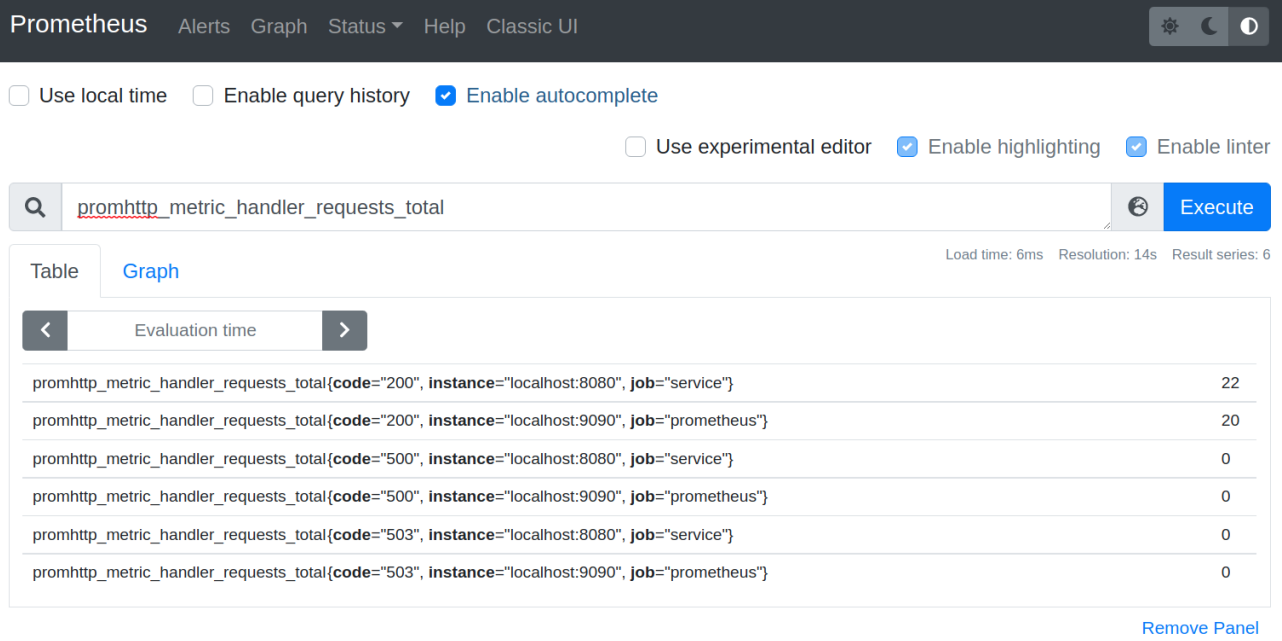 Prometheus Alerts Graph Status Help Classic UI
Use local time Enable query history Enable autocomplete
Use experimental editor Enable highlighting Enable linter
promhttp_metric_handler_requests_total Execute
Load time: 6ms Resolution: 14s Result series: 6
Table Graph
Evaluation time
promhttp_metric_handler_requests_total{code="200", instance="localhost:8080", job="service"} 22
promhttp_metric_handler_requests_total{code="200", instance="localhost:9090", job="prometheus"} 20
promhttp_metric_handler_requests_total{code="500", instance="localhost:8080", job="service"} 0
promhttp_metric_handler_requests_total{code="500", instance="localhost:9090", job="prometheus"} 0
promhttp_metric_handler_requests_total{code="503", instance="localhost:8080", job="service"} 0
promhttp_metric_handler_requests_total{code="503", instance="localhost:9090", job="prometheus"} 0
Remove Panel